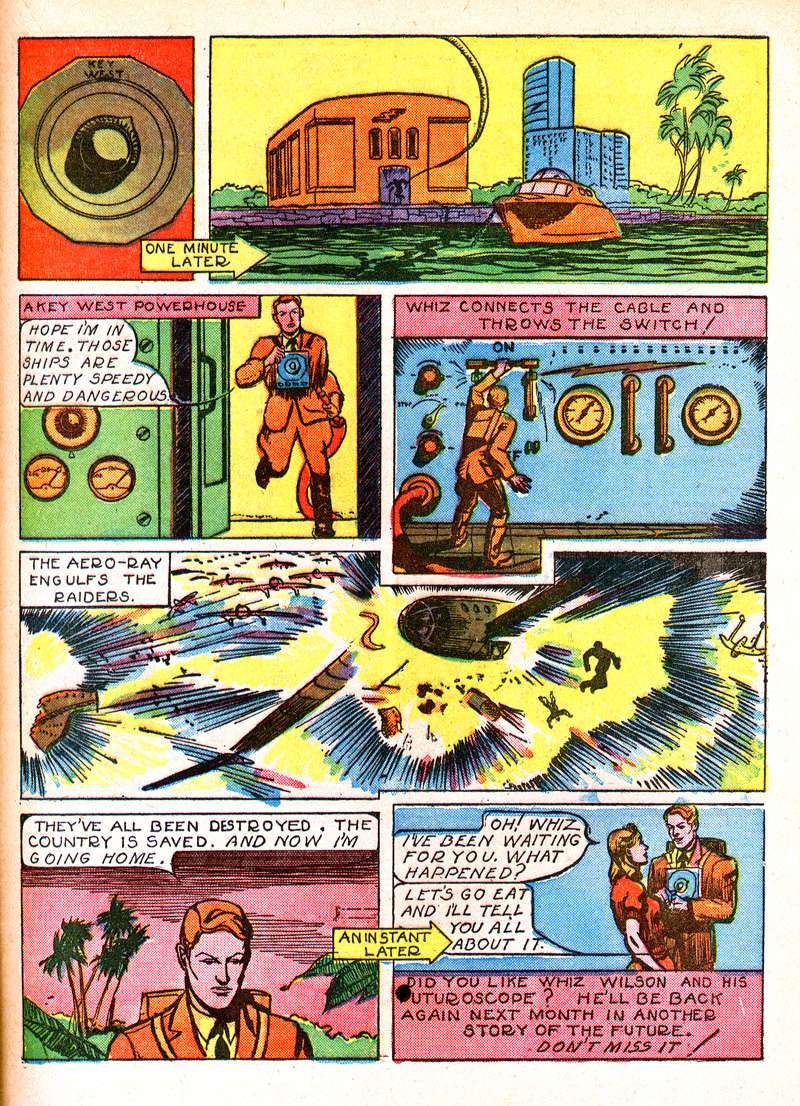 KEY
WEST
ONE MINUTE
LATER
A KEY WEST POWERHOUSE
HOPE I'M IN
TIME. THOSE
SHIPS ARE
PLENTY SPEEDY
AND DANGEROUS.
WHIZ CONNECTS THE CABLE AND
THROWS THE SWITCH!
ON
THE AERO-RAY
ENGULFS THE
RAIDERS.
THEY'VE ALL BEEN DESTROYED. THE
COUNTRY IS SAVED. AND NOW I'M
GOING HOME.
AN INSTANT
LATER
OH! WHIZ
I'VE BEEN WAITING
FOR YOU. WHAT
HAPPENED?
LET'S GO EAT
AND I'LL TELL
YOU ALL
ABOUT IT.
DID YOU LIKE WHIZ WILSON AND HIS
FUTUROSCOPE? HE'LL BE BACK
AGAIN NEXT MONTH IN ANOTHER
STORY OF THE FUTURE.
DON'T MISS IT!